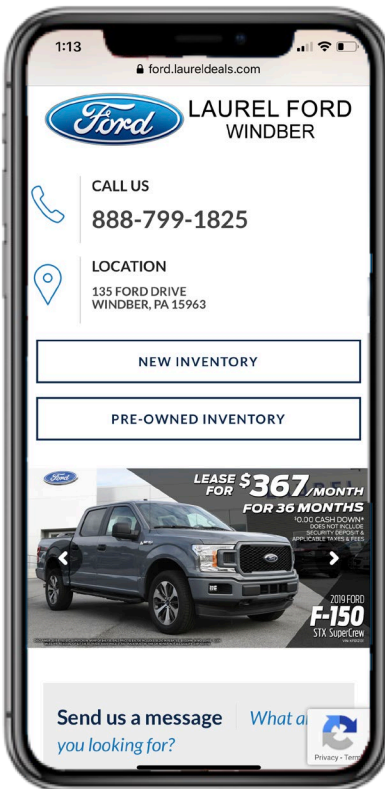 1:13
ford.laureldeals.com
Ford
LAUREL FORD
WINDBER
CALL US
888-799-1825
LOCATION
135 FORD DRIVE
WINDBER, PA 15963
NEW INVENTORY
PRE-OWNED INVENTORY
Ford
LEASE FOR $367/MONTH
FOR 36 MONTHS
$0.00 CASH DOWN*
DOES NOT INCLUDE
SECURITY DEPOSIT &
APPLICABLE TAXES & FEES
2019 FORD
F-150
STX SuperCrew
Send us a message What a
you looking for?
Privacy - Term